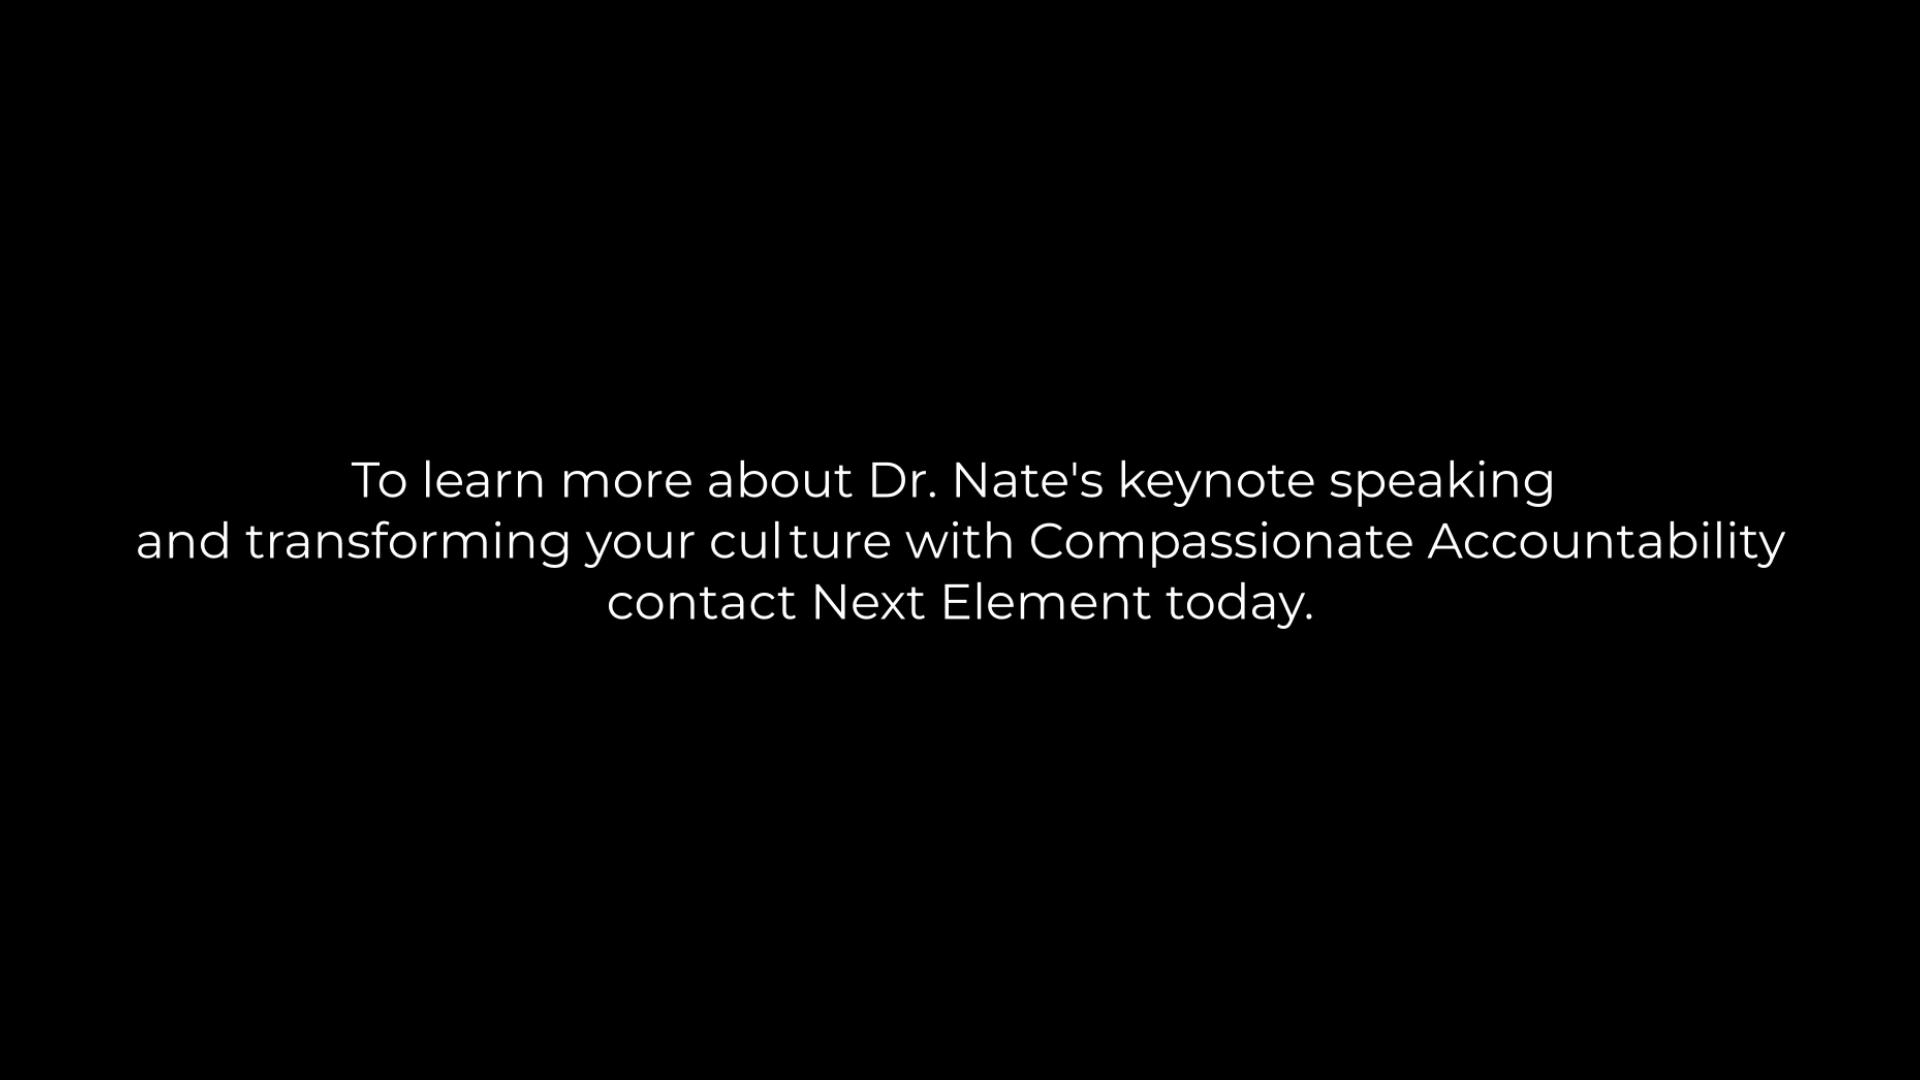 To learn more about Dr. Nate's keynote speaking
and transforming your culture with Compassionate Accountability
contact Next Element today.